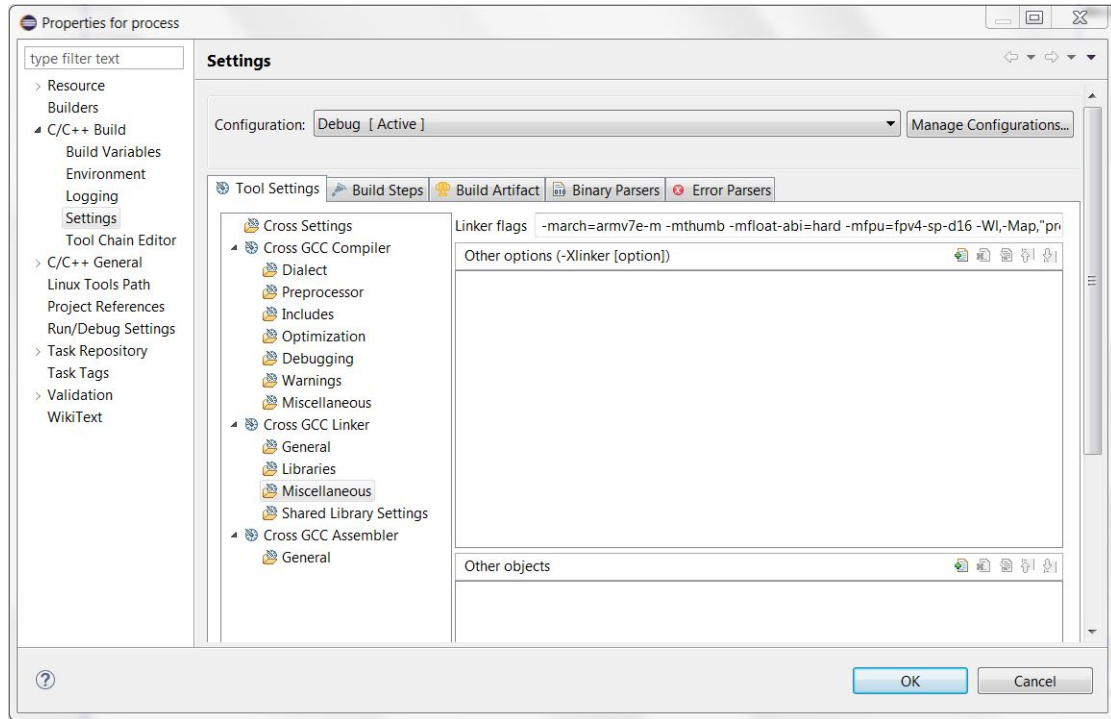 Properties for process
type filter text
Resource
Builders
C/C++ Build
Build Variables
Environment
Logging
Settings
Tool Chain Editor
C/C++ General
Linux Tools Path
Project References
Run/Debug Settings
Task Repository
Task Tags
Validation
WikiText
Settings
Configuration: Debug [ Active ] Manage Configurations...
Tool Settings Build Steps Build Artifact Binary Parsers Error Parsers
Cross Settings
Cross GCC Compiler
Dialect
Preprocessor
Includes
Optimization
Debugging
Warnings
Miscellaneous
Cross GCC Linker
General
Libraries
Miscellaneous
Shared Library Settings
Cross GCC Assembler
General
Linker flags -march=armv7e-m -mthumb -mfloat-abi=hard -mfpu=fpv4-sp-d16 -Wl,-Map,"pr
Other options (-Xlinker [option])
Other objects
OK Cancel